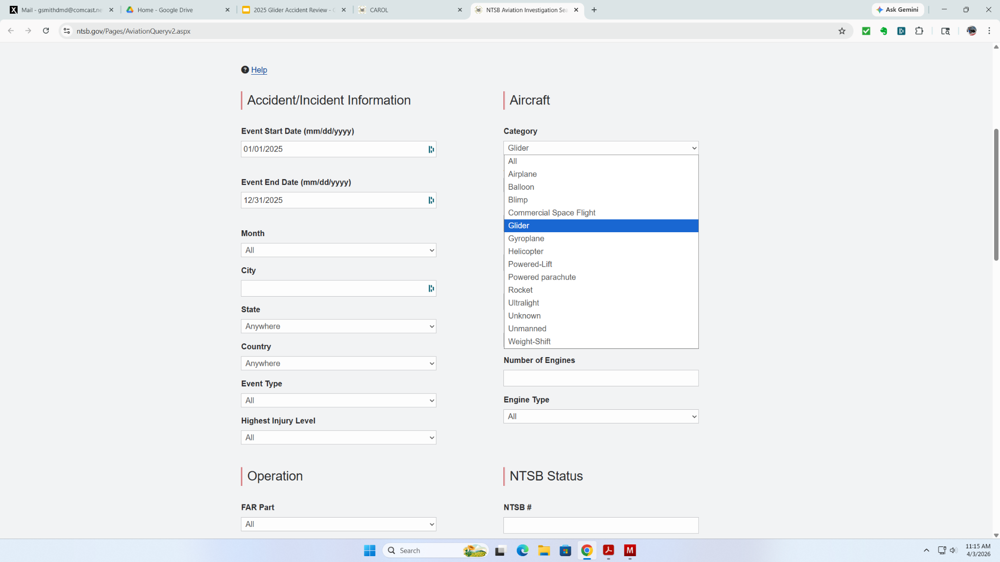 Mail - gsmithdmd@comcast.ne
Home - Google Drive
2025 Glider Accident Review -
CAROL
NTSB Aviation Investigation Sea
Ask Gemini
ntsb.gov/Pages/AviationQueryv2.aspx
Help
Accident/Incident Information
Aircraft
Event Start Date (mm/dd/yyyy)
Category
01/01/2025
Glider
All
Airplane
Event End Date (mm/dd/yyyy)
Balloon
12/31/2025
Blimp
Commercial Space Flight
Glider
Month
Gyroplane
All
Helicopter
Powered-Lift
City
Powered parachute
Rocket
Ultralight
State
Unknown
Anywhere
Unmanned
Weight-Shift
Country
Number of Engines
Anywhere
Event Type
Engine Type
All
All
Highest Injury Level
All
Operation
NTSB Status
FAR Part
NTSB #
All
Search
11:15 AM
4/3/2026